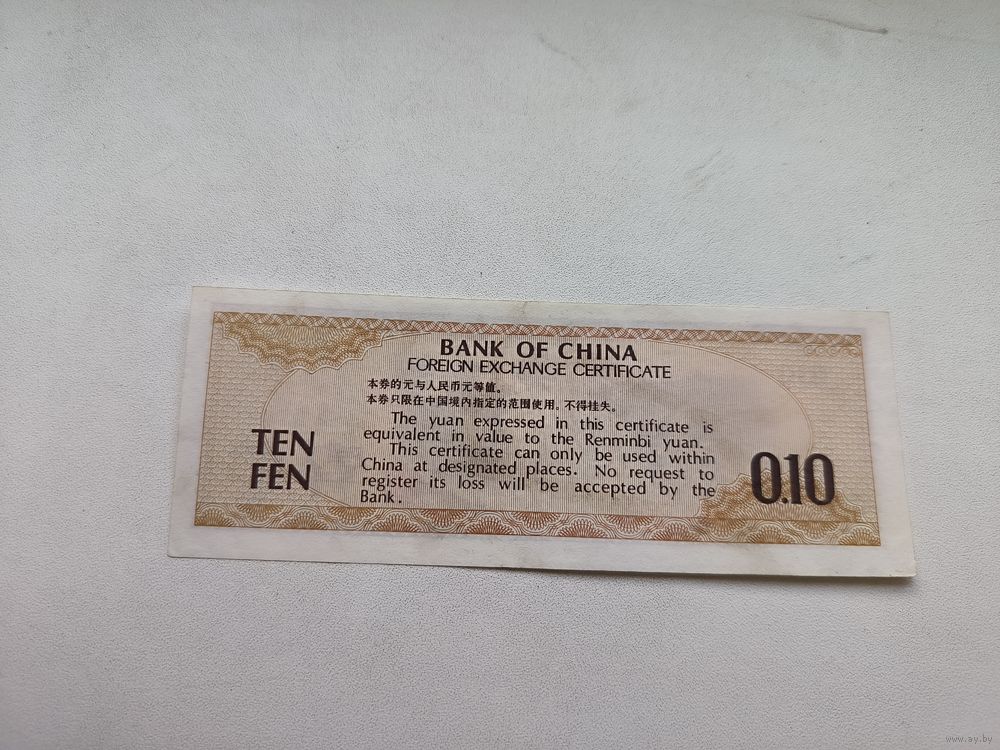 BANK OF CHINA
FOREIGN EXCHANGE CERTIFICATE
本券的元与人民币元等值。
本券只限在中国境内指定的范围使用。不得挂失。
The yuan expressed in this certificate is
equivalent in value to the Renminbi yuan.
This certificate can only be used within
China at designated places. No request to
register its loss will be accepted by the
Bank.
TEN
FEN
0.10
www.ay.by